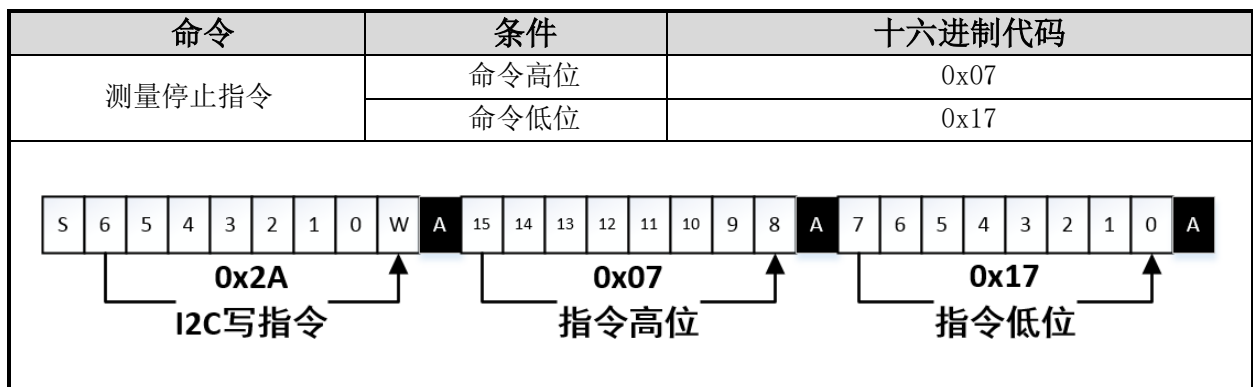 命令 条件 十六进制代码
测量停止指令 命令高位 0x07
命令低位 0x17
S 6 5 4 3 2 1 0 W A 15 14 13 12 11 10 9 8 A 7 6 5 4 3 2 1 0 A
0x2A 0x07 0x17
I2C写指令 指令高位 指令低位